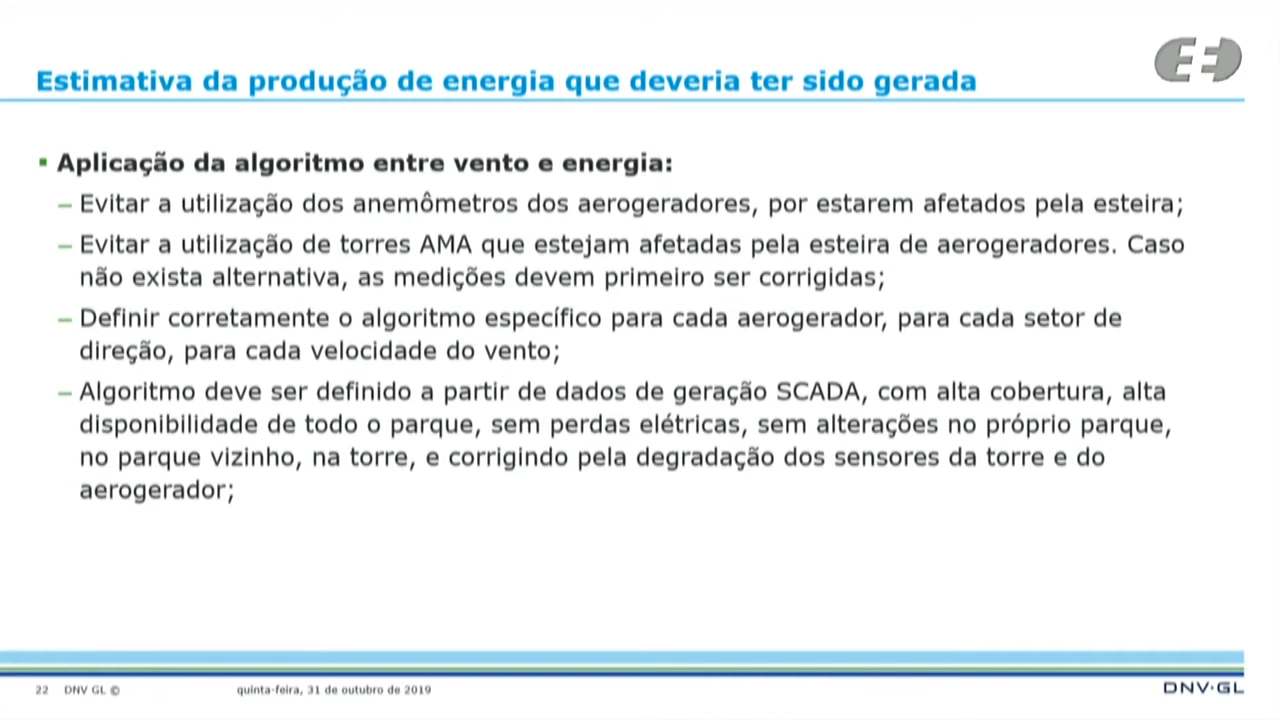 Estimativa da produção de energia que deveria ter sido gerada
Aplicação da algoritmo entre vento e energia:
– Evitar a utilização dos anemômetros dos aerogeradores, por estarem afetados pela esteira;
– Evitar a utilização de torres AMA que estejam afetadas pela esteira de aerogeradores. Caso
não exista alternativa, as medições devem primeiro ser corrigidas;
– Definir corretamente o algoritmo específico para cada aerogerador, para cada setor de
direção, para cada velocidade do vento;
– Algoritmo deve ser definido a partir de dados de geração SCADA, com alta cobertura, alta
disponibilidade de todo o parque, sem perdas elétricas, sem alterações no próprio parque,
no parque vizinho, na torre, e corrigindo pela degradação dos sensores da torre e do
aerogerador;
22 DNV GL © quinta-feira, 31 de outubro de 2019
DNV·GL